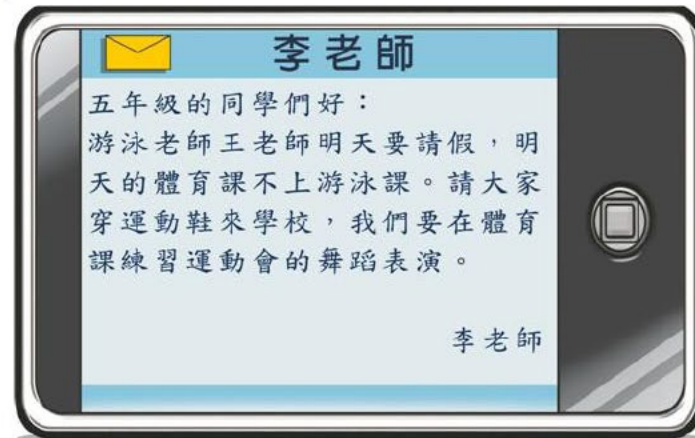 李老師
五年級的同學們好：
游泳老師王老師明天要請假，明
天的體育課不上游泳課。請大家
穿運動鞋來學校，我們要在體育
課練習運動會的舞蹈表演。
李老師